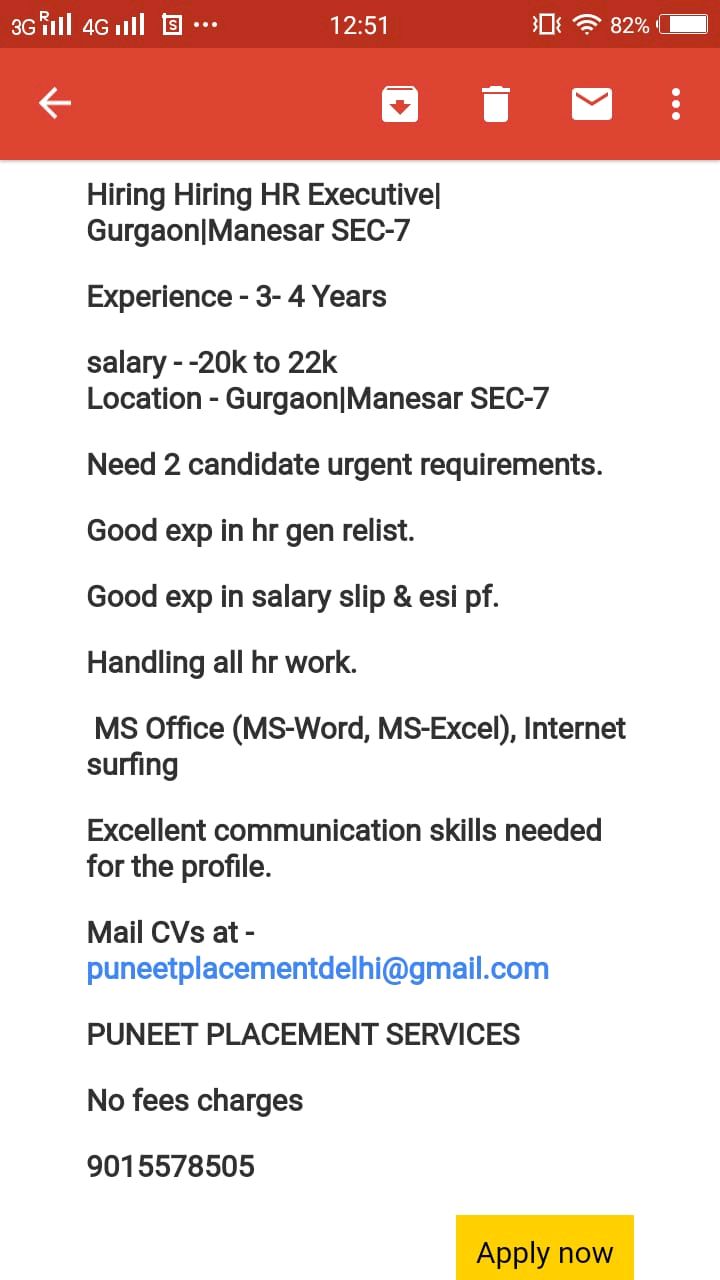 3G R 4G S ... 12:51 82%
Hiring Hiring HR Executive|
Gurgaon|Manesar SEC-7
Experience - 3- 4 Years
salary - -20k to 22k
Location - Gurgaon|Manesar SEC-7
Need 2 candidate urgent requirements.
Good exp in hr gen relist.
Good exp in salary slip & esi pf.
Handling all hr work.
MS Office (MS-Word, MS-Excel), Internet
surfing
Excellent communication skills needed
for the profile.
Mail CVs at -
puneetplacementdelhi@gmail.com
PUNEET PLACEMENT SERVICES
No fees charges
9015578505
Apply now